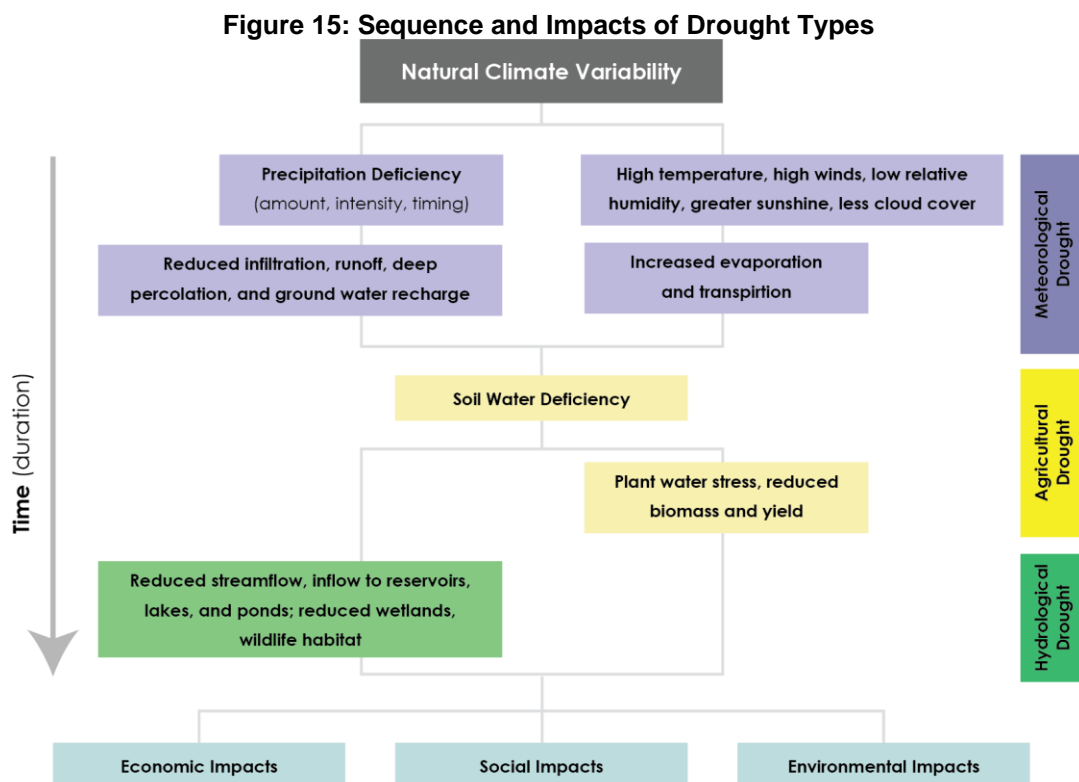 Figure 15: Sequence and Impacts of Drought Types
Natural Climate Variability
Precipitation Deficiency
(amount, intensity, timing)
High temperature, high winds, low relative
humidity, greater sunshine, less cloud cover
Reduced infiltration, runoff, deep
percolation, and ground water recharge
Increased evaporation
and transpirtion
Meteorological
Drought
Time (duration)
Soil Water Deficiency
Plant water stress, reduced
biomass and yield
Agricultural
Drought
Reduced streamflow, inflow to reservoirs,
lakes, and ponds; reduced wetlands,
wildlife habitat
Hydrological
Drought
Economic Impacts
Social Impacts
Environmental Impacts